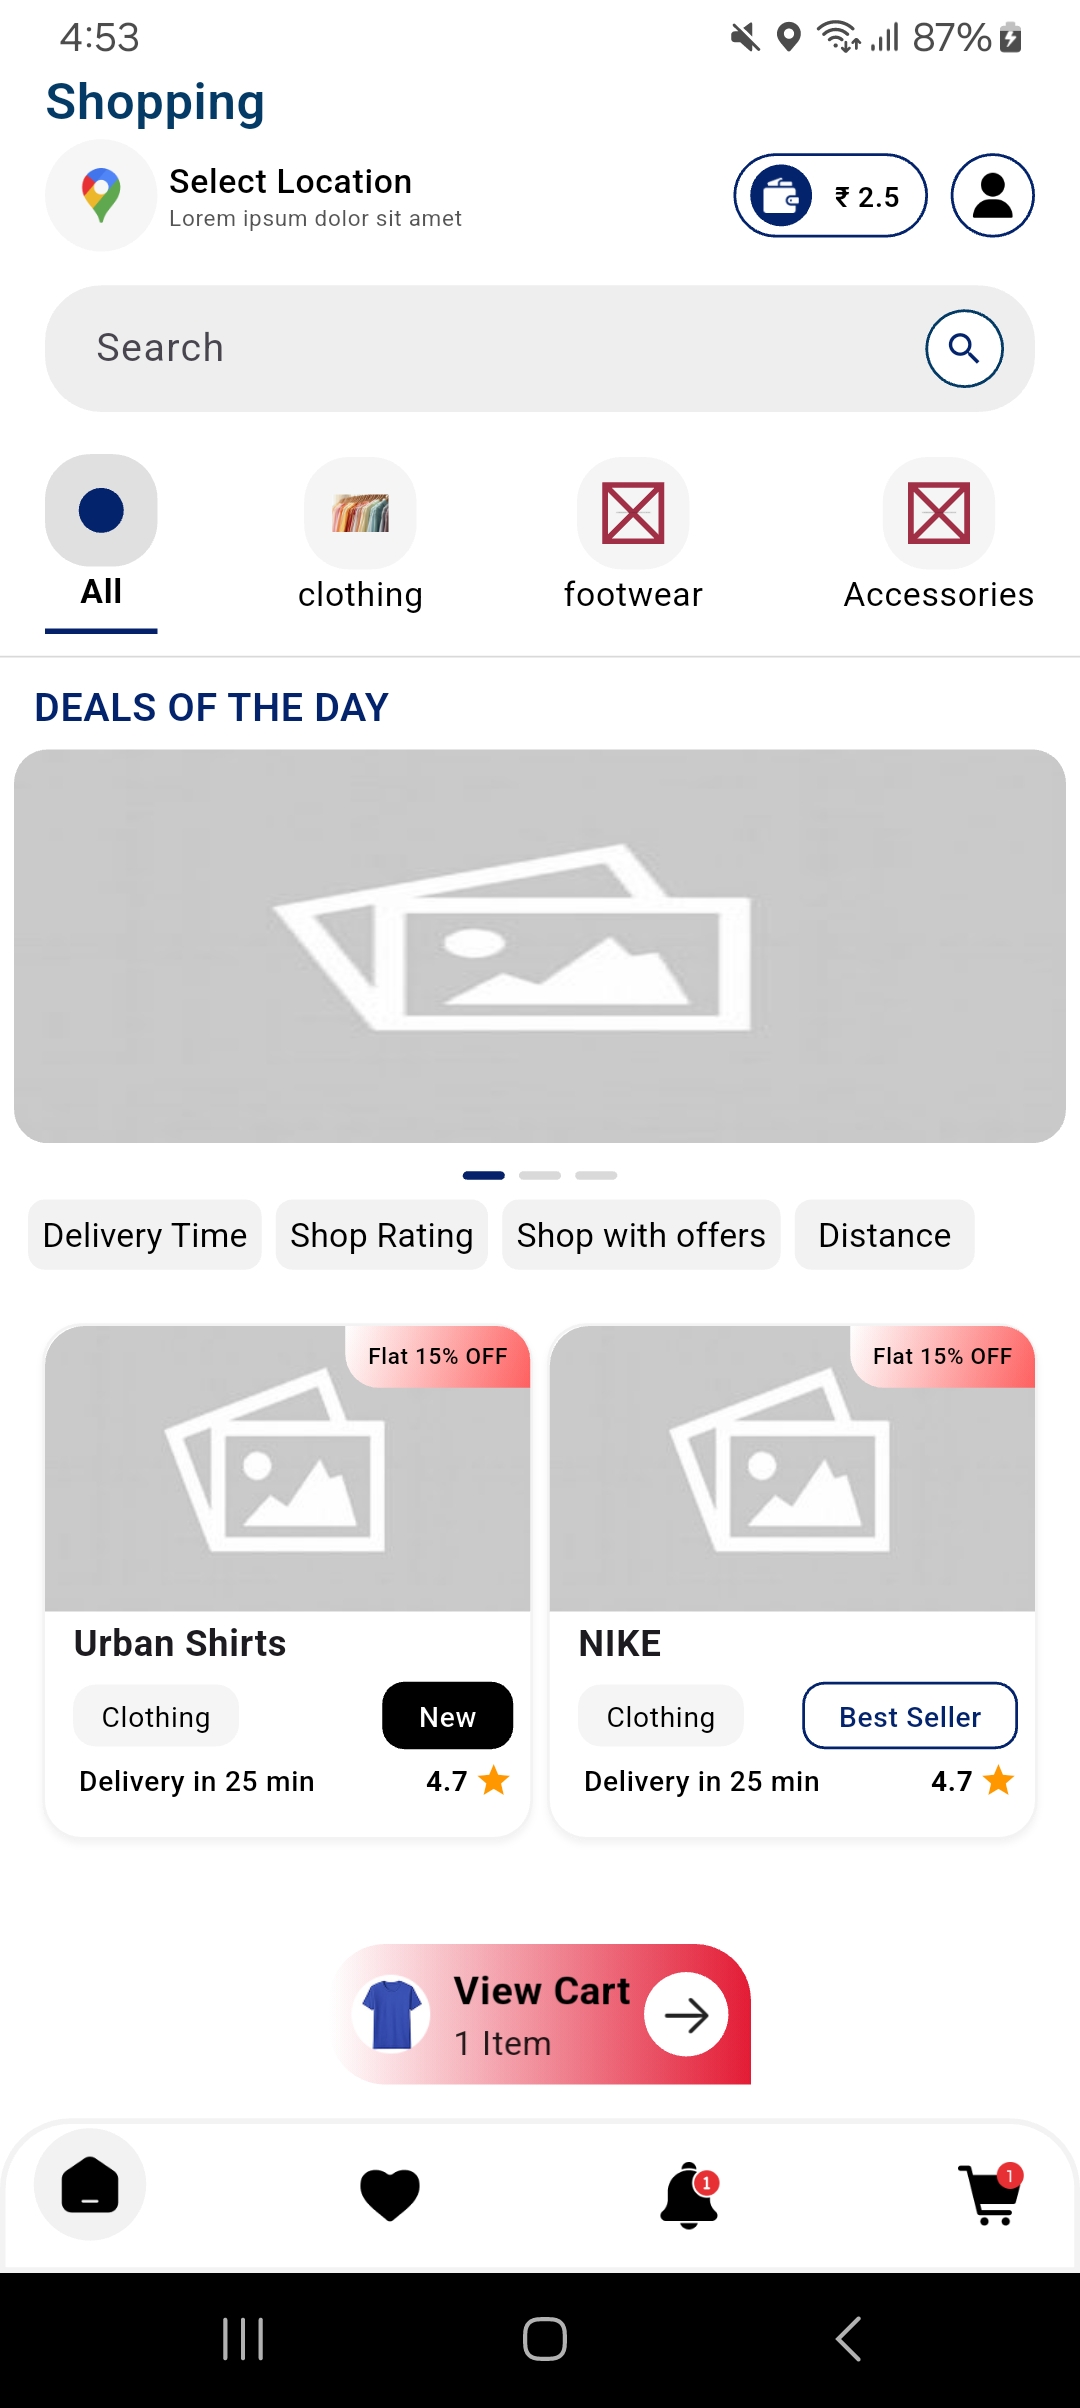 4:53
87%
Shopping
Select Location
Lorem ipsum dolor sit amet
₹ 2.5
Search
All
clothing
footwear
Accessories
DEALS OF THE DAY
Delivery Time
Shop Rating
Shop with offers
Distance
Flat 15% OFF
Flat 15% OFF
Urban Shirts
NIKE
Clothing
New
Clothing
Best Seller
Delivery in 25 min
4.7
Delivery in 25 min
4.7
View Cart
1 Item
1
1